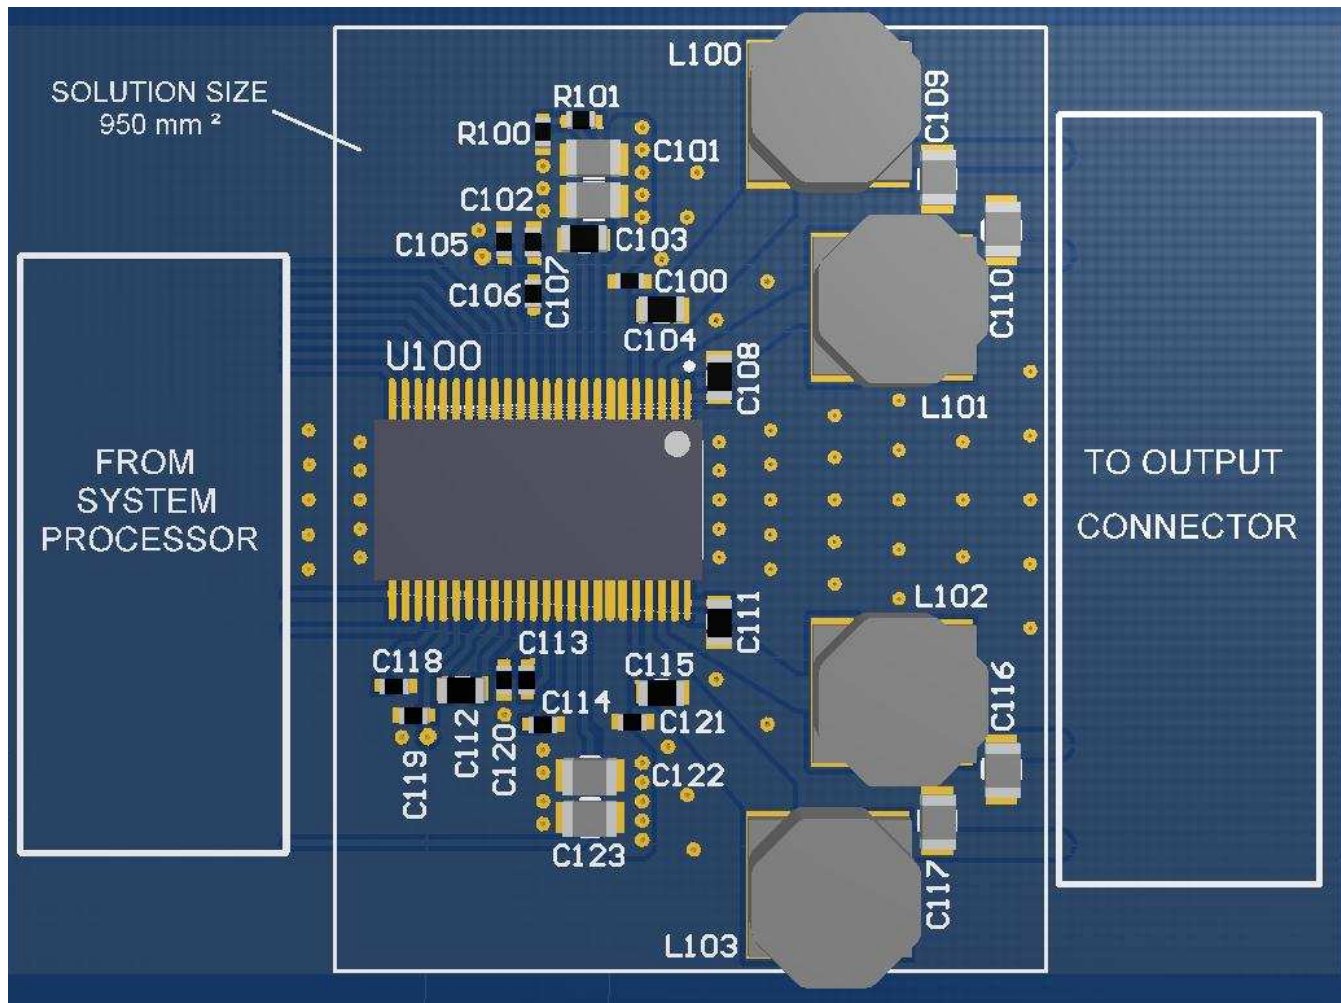 SOLUTION SIZE
950 mm ²
L100
R101
R100
C109
C101
C102
C105
C103
C107
C106
C100
C110
C104
U100
C108
L101
FROM
SYSTEM
PROCESSOR
TO OUTPUT
CONNECTOR
L102
C111
C113
C118
C115
C116
C114
C112
C120
C121
C119
C122
C123
C117
L103